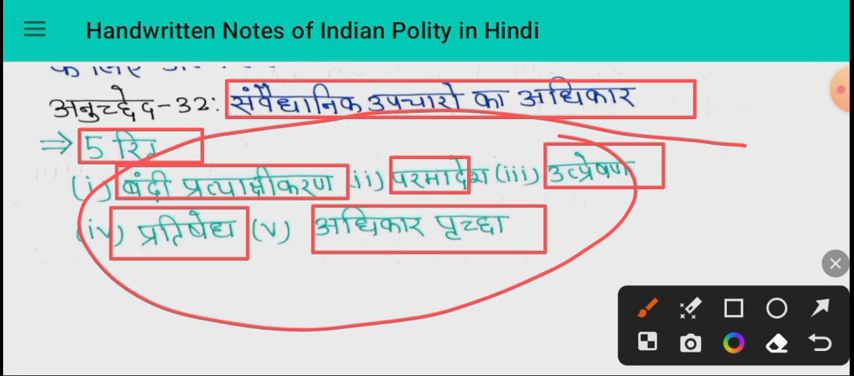 Handwritten Notes of Indian Polity in Hindi
अनुच्छेद-32: संवैधानिक उपचारो का अधिकार
⇒ 5 रिट
(i) बंदी प्रत्यक्षीकरण (ii) परमादेश (iii) उत्प्रेषण
(iv) प्रतिषेध (v) अधिकार पृच्छा